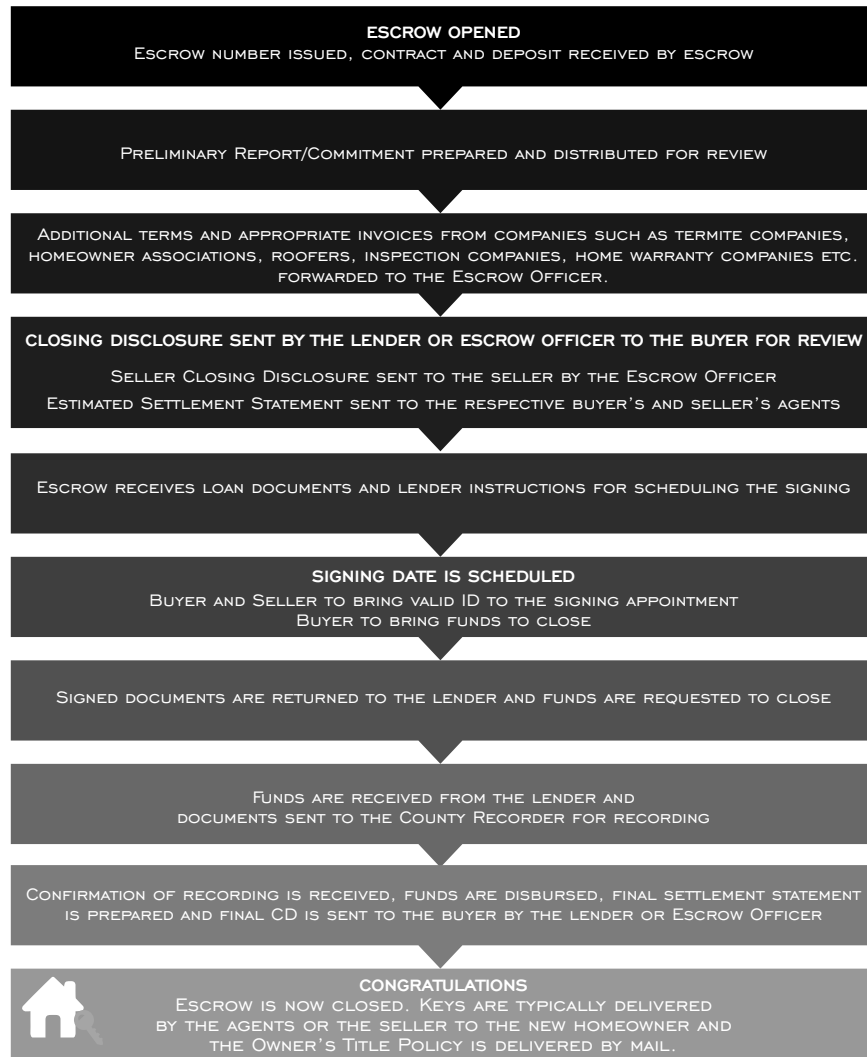 ESCROW OPENED
ESCROW NUMBER ISSUED, CONTRACT AND DEPOSIT RECEIVED BY ESCROW
PRELIMINARY REPORT/COMMITMENT PREPARED AND DISTRIBUTED FOR REVIEW
ADDITIONAL TERMS AND APPROPRIATE INVOICES FROM COMPANIES SUCH AS TERMITE COMPANIES,
HOMEOWNER ASSOCIATIONS, ROOFERS, INSPECTION COMPANIES, HOME WARRANTY COMPANIES ETC.
FORWARDED TO THE ESCROW OFFICER.
CLOSING DISCLOSURE SENT BY THE LENDER OR ESCROW OFFICER TO THE BUYER FOR REVIEW
SELLER CLOSING DISCLOSURE SENT TO THE SELLER BY THE ESCROW OFFICER
ESTIMATED SETTLEMENT STATEMENT SENT TO THE RESPECTIVE BUYER'S AND SELLER'S AGENTS
ESCROW RECEIVES LOAN DOCUMENTS AND LENDER INSTRUCTIONS FOR SCHEDULING THE SIGNING
SIGNING DATE IS SCHEDULED
BUYER AND SELLER TO BRING VALID ID TO THE SIGNING APPOINTMENT
BUYER TO BRING FUNDS TO CLOSE
SIGNED DOCUMENTS ARE RETURNED TO THE LENDER AND FUNDS ARE REQUESTED TO CLOSE
FUNDS ARE RECEIVED FROM THE LENDER AND
DOCUMENTS SENT TO THE COUNTY RECORDER FOR RECORDING
CONFIRMATION OF RECORDING IS RECEIVED, FUNDS ARE DISBURSED, FINAL SETTLEMENT STATEMENT
IS PREPARED AND FINAL CD IS SENT TO THE BUYER BY THE LENDER OR ESCROW OFFICER
CONGRATULATIONS
ESCROW IS NOW CLOSED. KEYS ARE TYPICALLY DELIVERED
BY THE AGENTS OR THE SELLER TO THE NEW HOMEOWNER AND
THE OWNER'S TITLE POLICY IS DELIVERED BY MAIL.